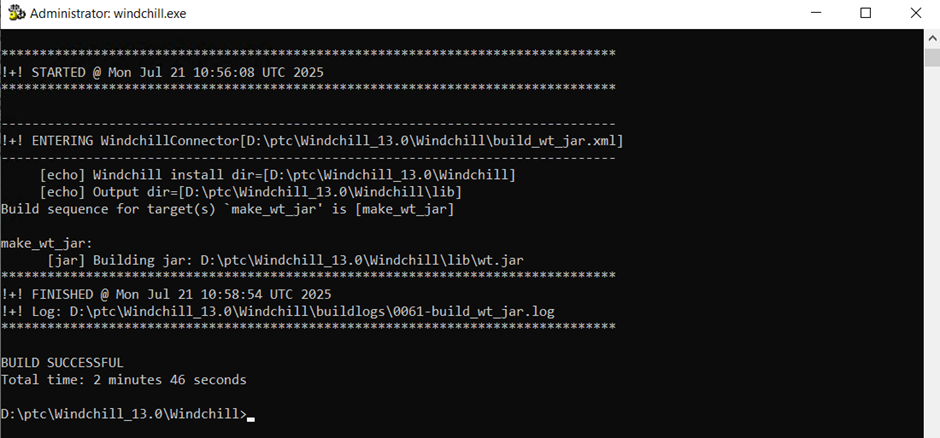 Administrator: windchill.exe
********************************************************************************
!+! STARTED @ Mon Jul 21 10:56:08 UTC 2025
********************************************************************************
--------------------------------------------------------------------------------
!+! ENTERING WindchillConnector[D:\ptc\Windchill_13.0\Windchill\build_wt_jar.xml]
--------------------------------------------------------------------------------
[echo] Windchill install dir=[D:\ptc\Windchill_13.0\Windchill]
[echo] Output dir=[D:\ptc\Windchill_13.0\Windchill\lib]
Build sequence for target(s) `make_wt_jar' is [make_wt_jar]
make_wt_jar:
[jar] Building jar: D:\ptc\Windchill_13.0\Windchill\lib\wt.jar
********************************************************************************
!+! FINISHED @ Mon Jul 21 10:58:54 UTC 2025
!+! Log: D:\ptc\Windchill_13.0\Windchill\buildlogs\0061-build_wt_jar.log
********************************************************************************
BUILD SUCCESSFUL
Total time: 2 minutes 46 seconds
D:\ptc\Windchill_13.0\Windchill>